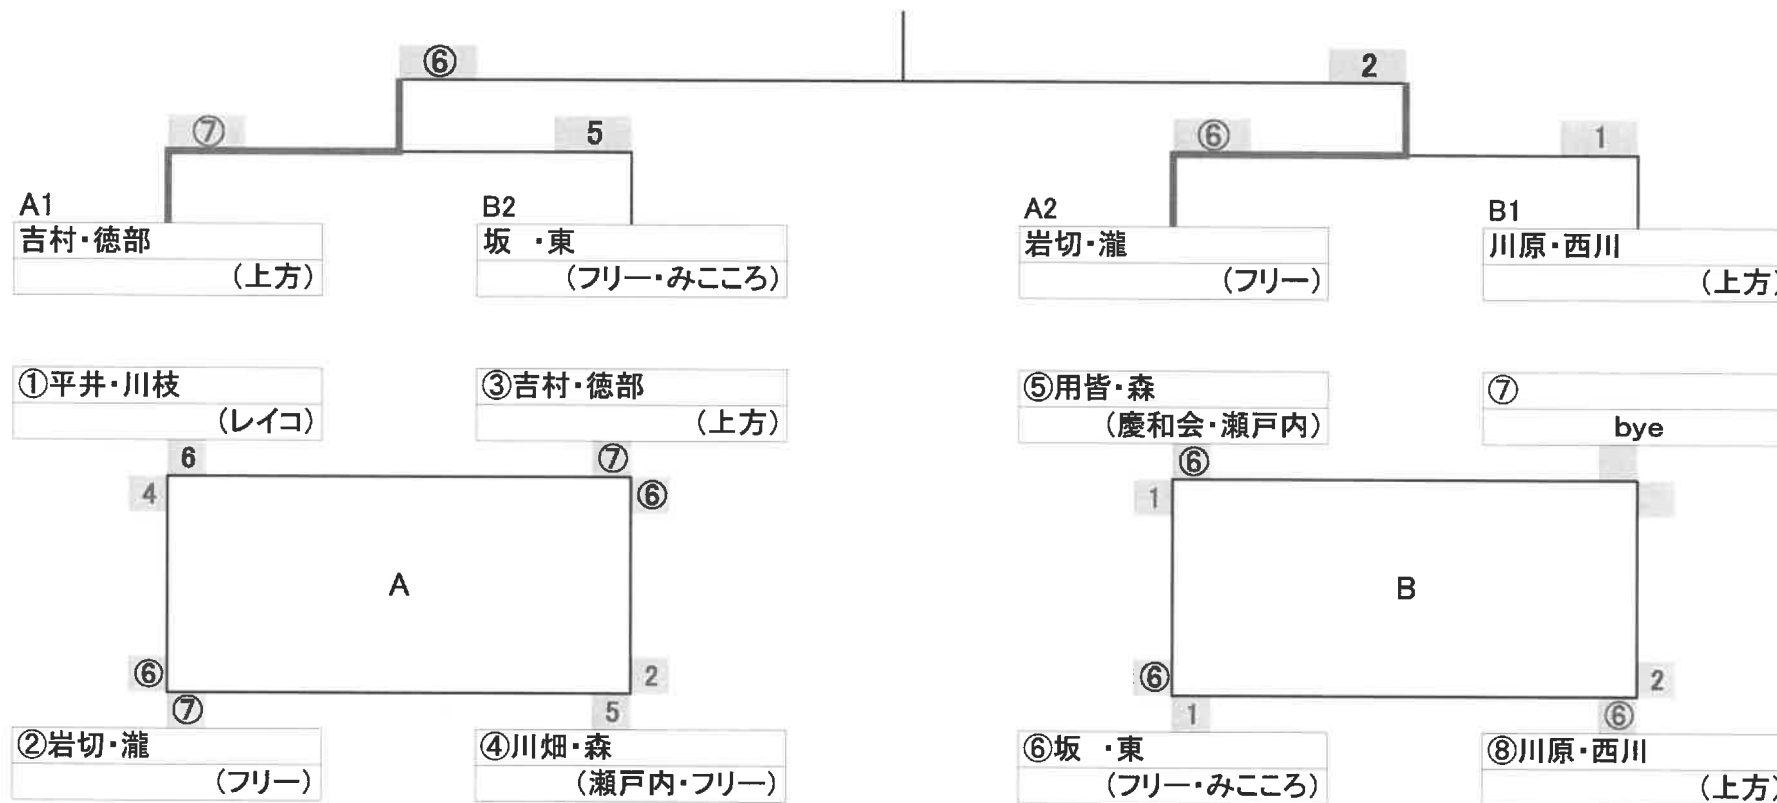 ⑥ 2
⑦ 5 ⑥ 1
A1 B2 A2 B1
吉村・徳部 坂 ・東 岩切・瀧 川原・西川
(上方) (フリー・みこころ) (フリー) (上方)
①平井・川枝 ③吉村・徳部 ⑤用皆・森 ⑦
(レイコ) (上方) (慶和会・瀬戸内) bye
6 ⑦ ⑥
4 ⑥ 1
A B
⑥ 2 ⑥ 2
⑦ 5 1 ⑥
②岩切・瀧 ④川畑・森 ⑥坂 ・東 ⑧川原・西川
(フリー) (瀬戸内・フリー) (フリー・みこころ) (上方)